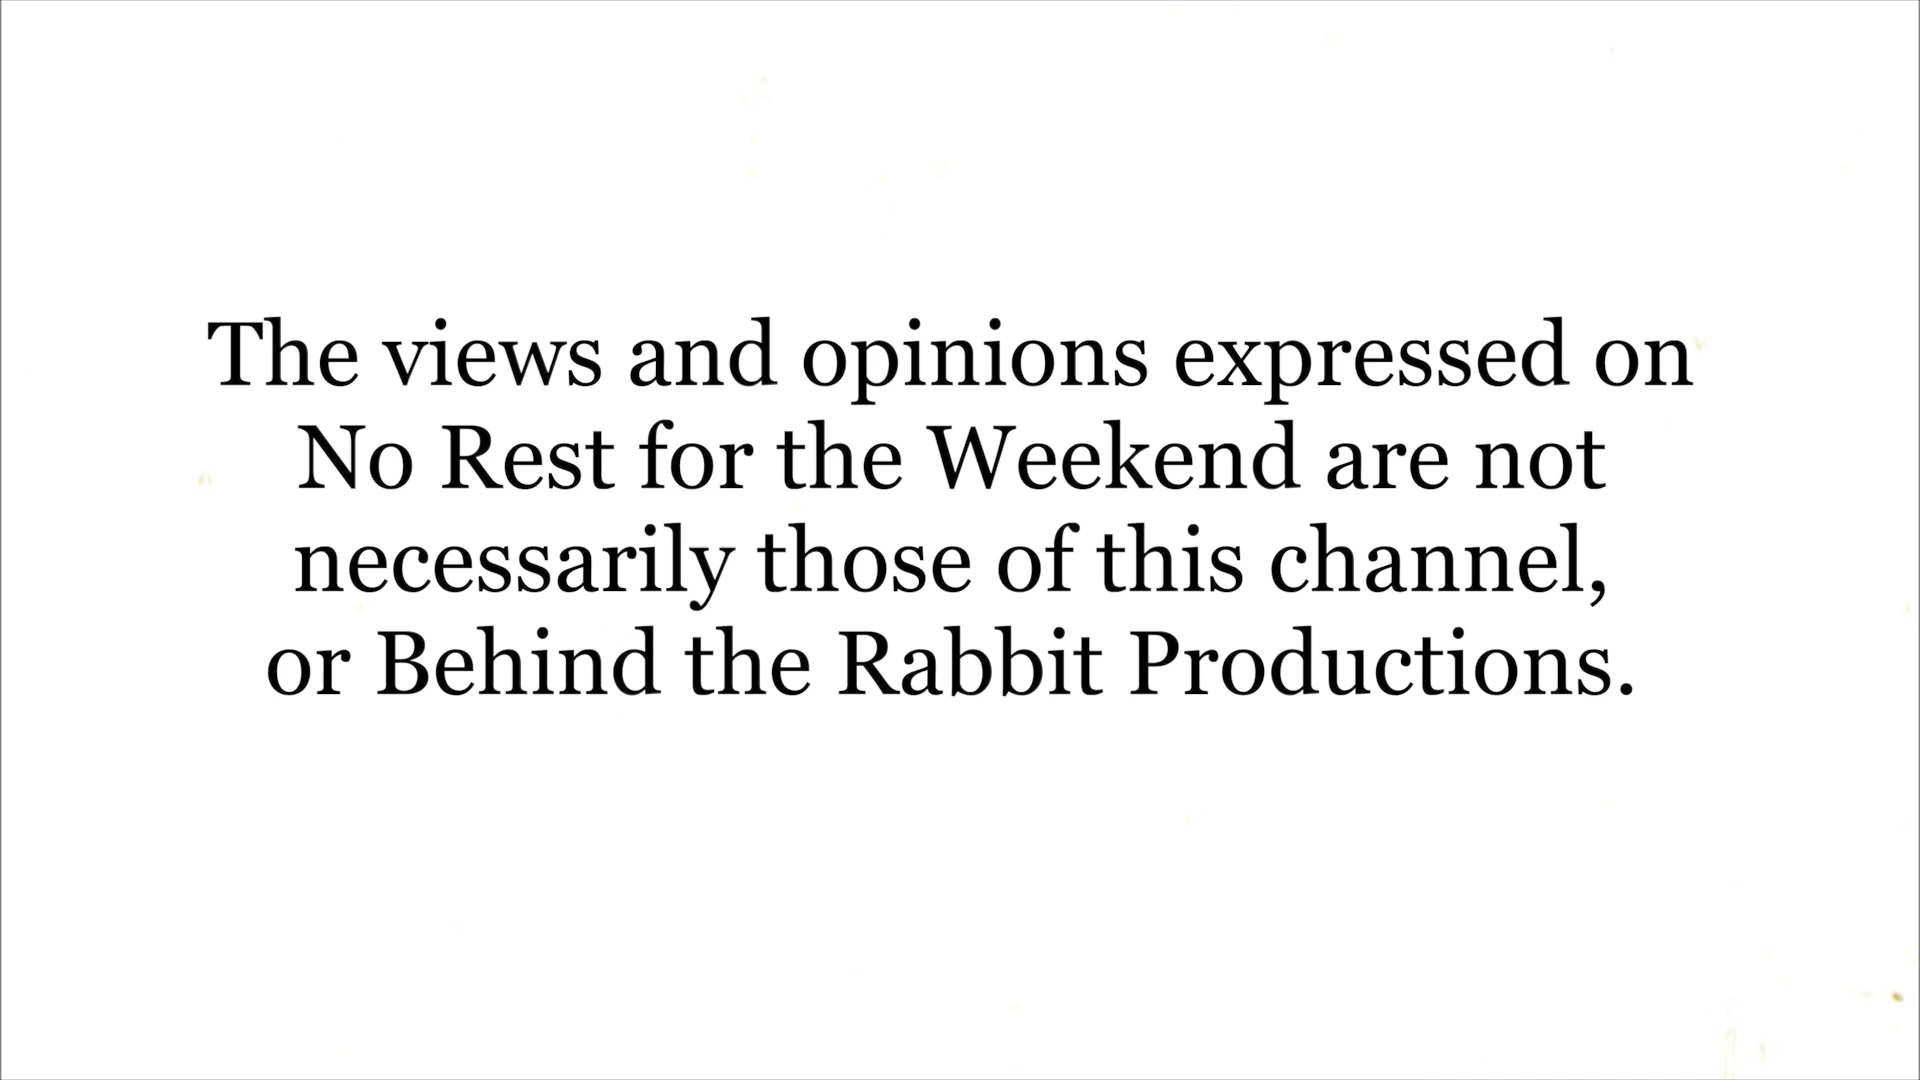 The views and opinions expressed on
No Rest for the Weekend are not
necessarily those of this channel,
or Behind the Rabbit Productions.